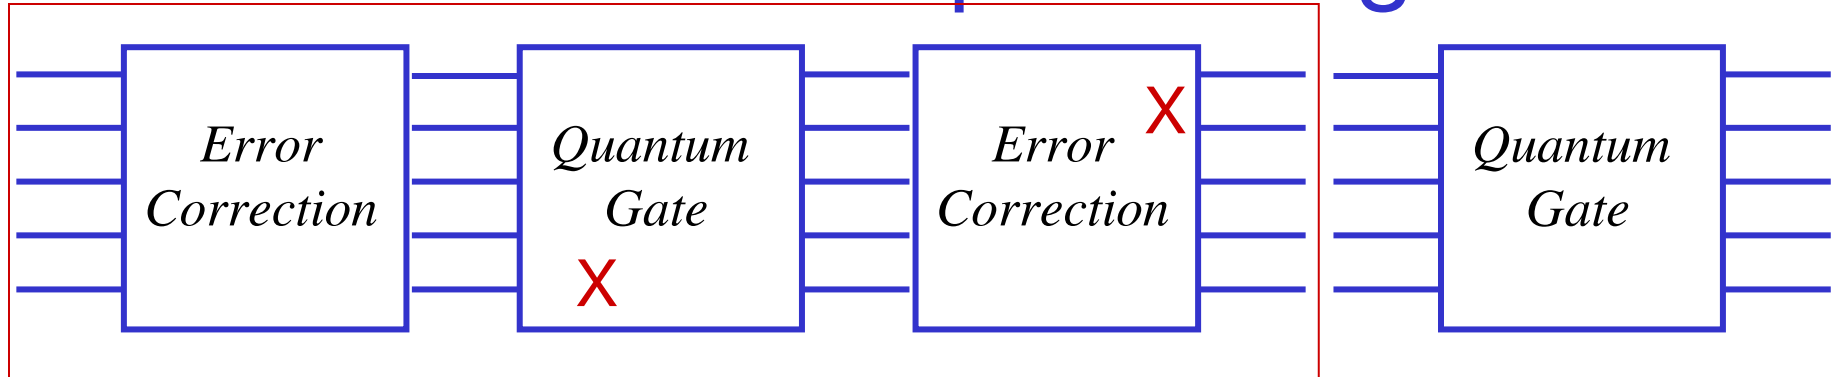 Error
Correction
Quantum
Gate
X
Error
Correction
X
Quantum
Gate